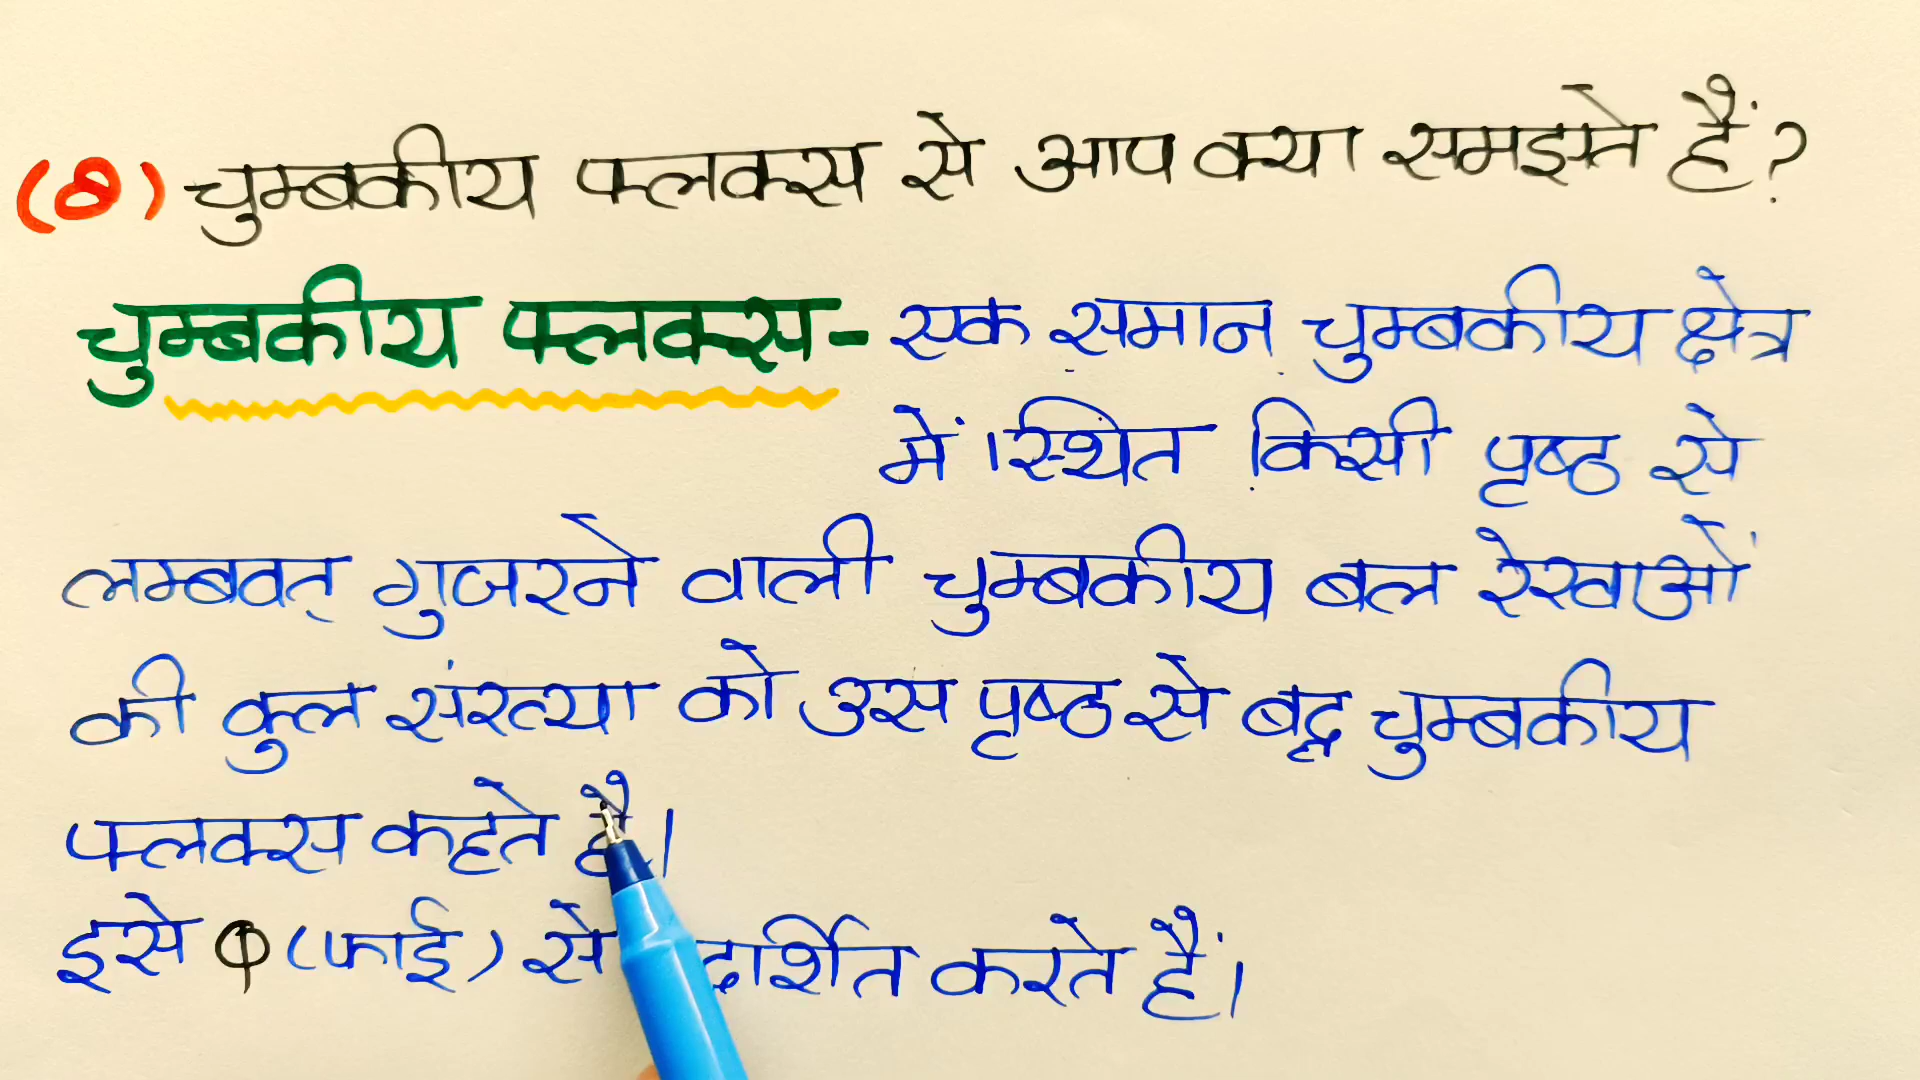 (8) चुम्बकीय फ्लक्स से आप क्या समझते हैं?
चुम्बकीय फ्लक्स- एक समान चुम्बकीय क्षेत्र
में स्थित किसी पृष्ठ से
लम्बवत् गुजरने वाली चुम्बकीय बल रेखाओं
की कुल संख्या को उस पृष्ठ से बद्ध चुम्बकीय
फ्लक्स कहते है।
इसे Φ (फाई) से करते हैं।